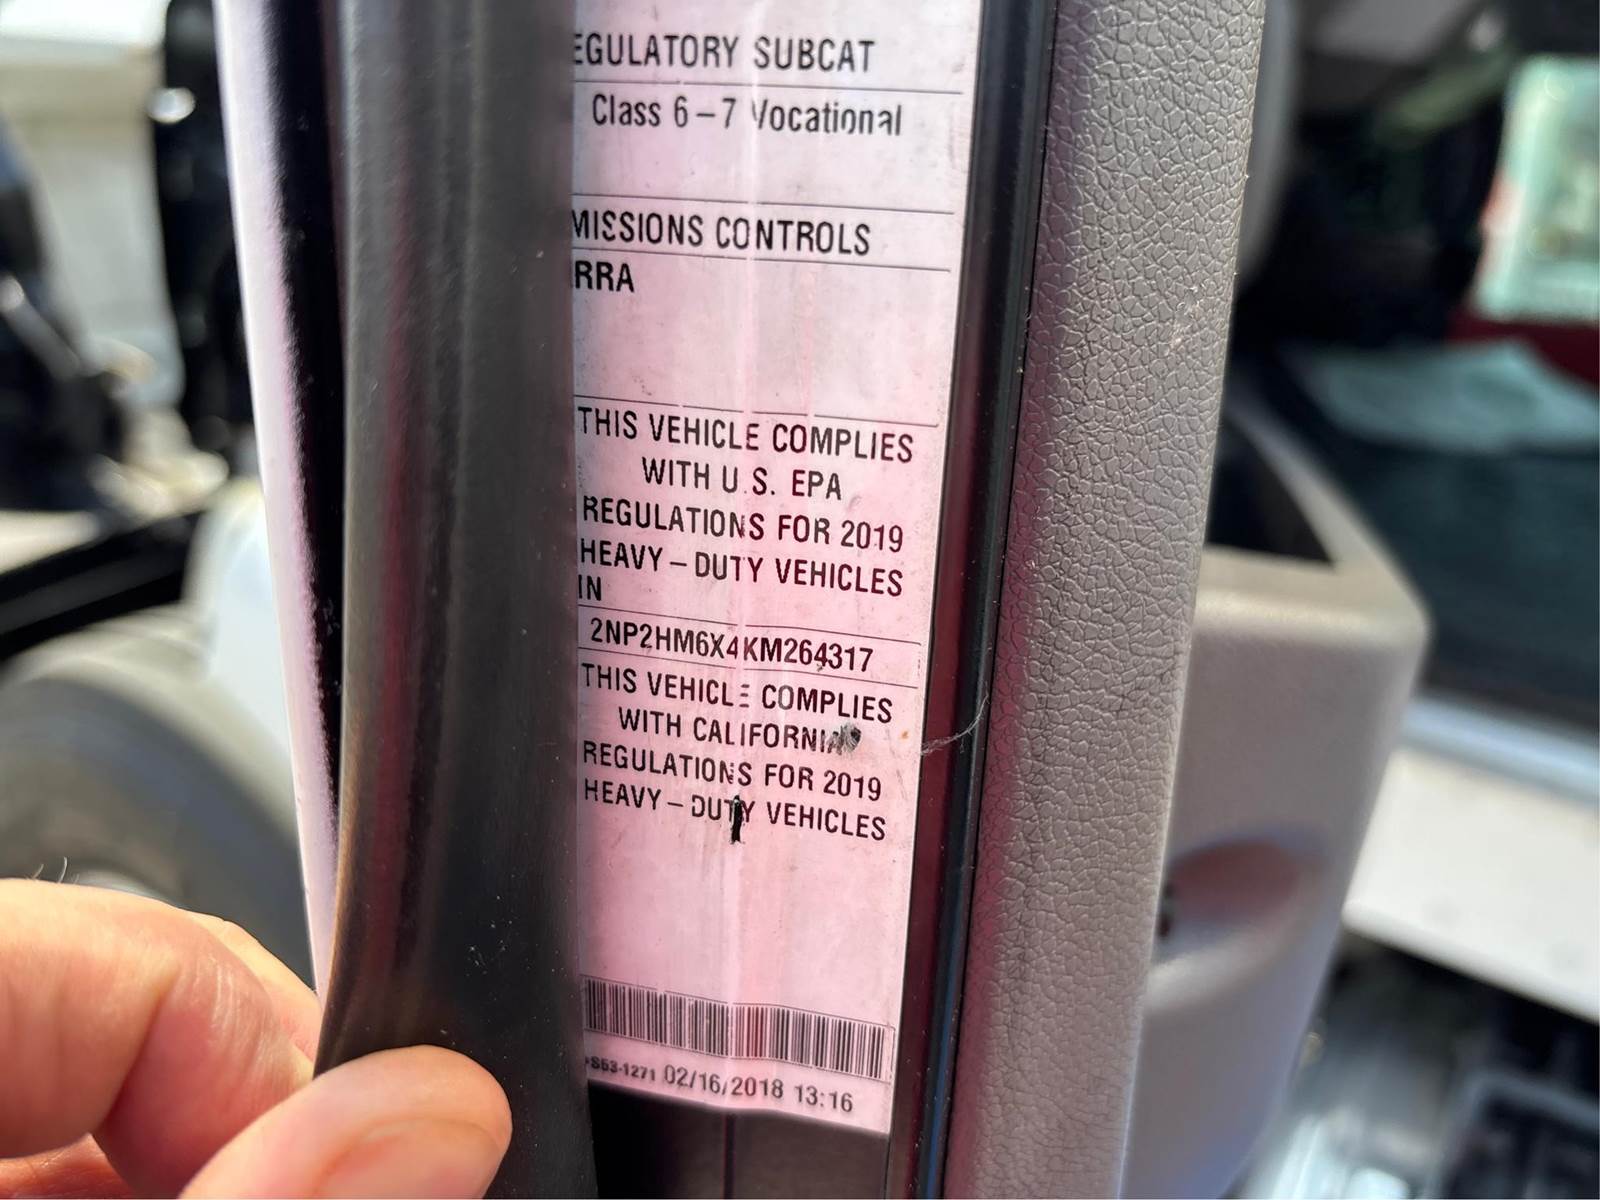 EGULATORY SUBCAT
Class 6-7 Vocational
MISSIONS CONTROLS
RRA
THIS VEHICLE COMPLIES
WITH U.S. EPA
REGULATIONS FOR 2019
HEAVY-DUTY VEHICLES
IN
2NP2HM6X4KM264317
THIS VEHICLE COMPLIES
WITH CALIFORNIA
REGULATIONS FOR 2019
HEAVY-DUTY VEHICLES
S53-1271 02/16/2018 13:16